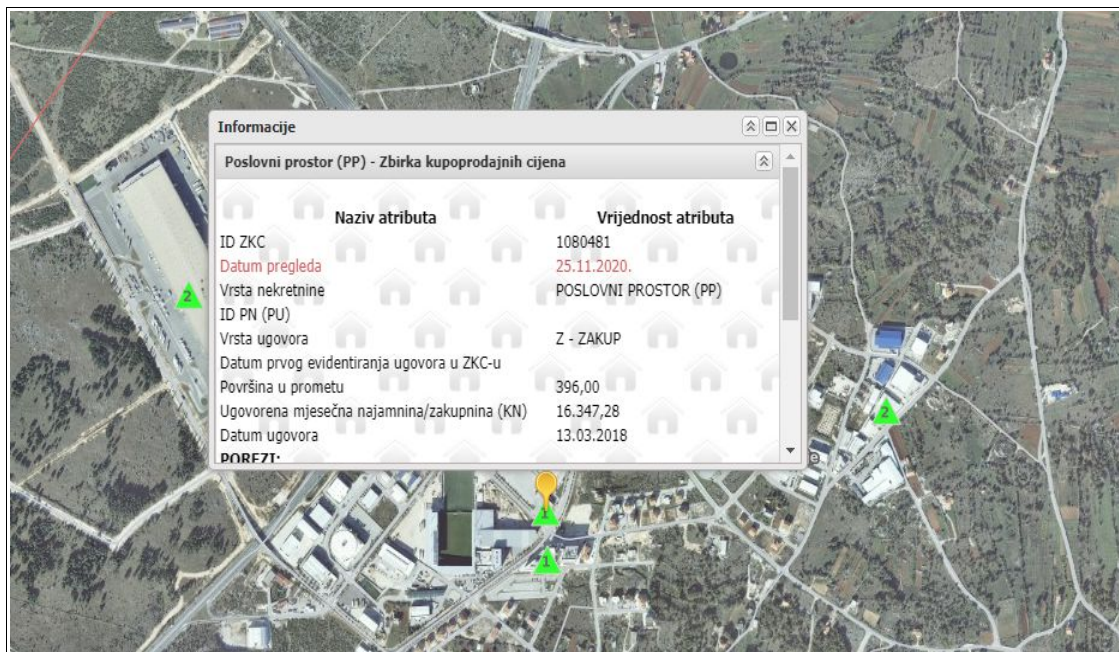 Informacije
Poslovni prostor (PP) - Zbirka kupoprodajnih cijena
Naziv atributa Vrijednost atributa
ID ZKC 1080481
Datum pregleda 25.11.2020.
Vrsta nekretnine POSLOVNI PROSTOR (PP)
ID PN (PU)
Vrsta ugovora Z - ZAKUP
Datum prvog evidentiranja ugovora u ZKC-u
Površina u prometu 396,00
Ugovorena mjesečna najamnina/zakupnina (KN) 16.347,28
Datum ugovora 13.03.2018
POREZI:
2
2
1
1